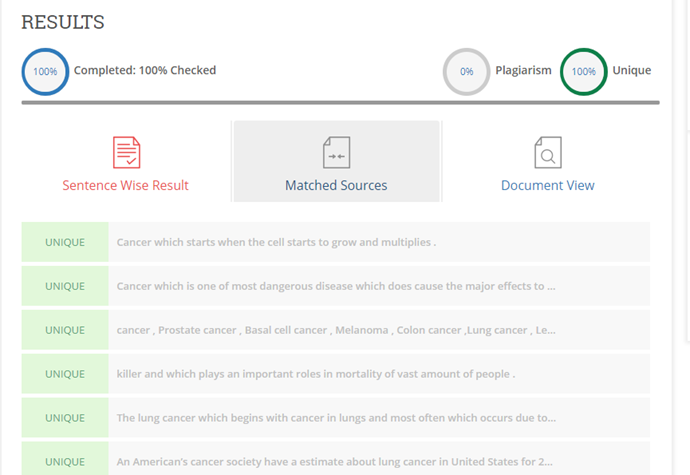 RESULTS
100% Completed: 100% Checked 0% Plagiarism 100% Unique
Sentence Wise Result Matched Sources Document View
UNIQUE Cancer which starts when the cell starts to grow and multiplies .
UNIQUE Cancer which is one of most dangerous disease which does cause the major effects to ...
UNIQUE cancer , Prostate cancer , Basal cell cancer , Melanoma , Colon cancer ,Lung cancer , Le...
UNIQUE killer and which plays an important roles in mortality of vast amount of people .
UNIQUE The lung cancer which begins with cancer in lungs and most often which occurs due to...
UNIQUE An American's cancer society have a estimate about lung cancer in United States for 2...